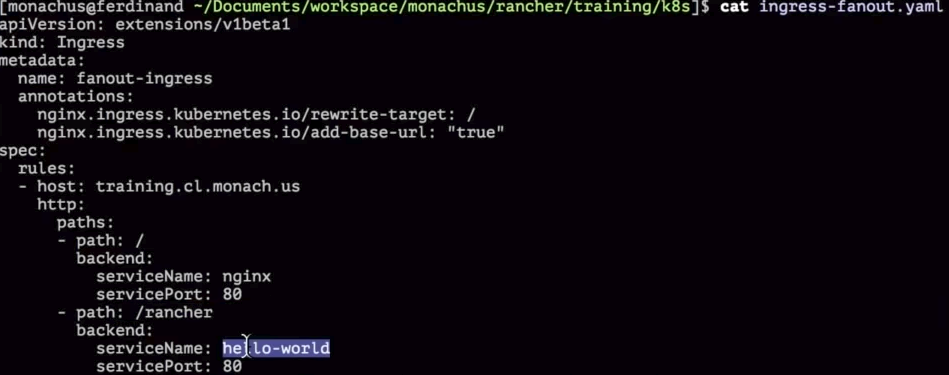 [monachus@ferdinand ~/Documents/workspace/monachus/rancher/training/k8s]$ cat ingress-fanout.yaml
apiVersion: extensions/v1beta1
kind: Ingress
metadata:
  name: fanout-ingress
  annotations:
    nginx.ingress.kubernetes.io/rewrite-target: /
    nginx.ingress.kubernetes.io/add-base-url: "true"
spec:
  rules:
  - host: training.cl.monach.us
    http:
      paths:
      - path: /
        backend:
          serviceName: nginx
          servicePort: 80
      - path: /rancher
        backend:
          serviceName: hello-world
          servicePort: 80